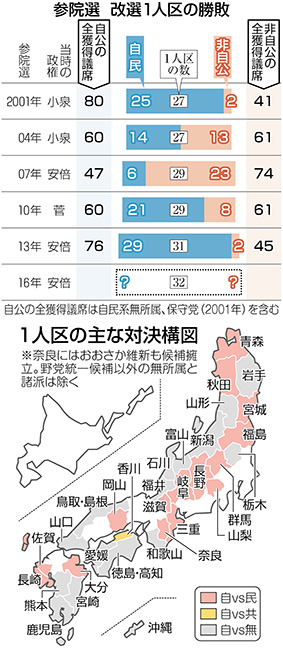 参院選 改選1人区の勝敗
参院選
当時の政権
自公の全獲得議席
自民
1人区の数
非自公
非自公の全獲得議席
2001年 小泉 80 25 27 2 41
04年 小泉 60 14 27 13 61
07年 安倍 47 6 29 23 74
10年 菅 60 21 29 8 61
13年 安倍 76 29 31 2 45
16年 安倍 ? 32 ?
自公の全獲得議席は自民系無所属、保守党（2001年）を含む
1人区の主な対決構図
※奈良にはおおさか維新も候補擁
立。野党統一候補以外の無所属と
諸派は除く
青森
秋田
岩手
山形
宮城
富山
新潟
福島
香川
石川
長野
岡山
福井
岐阜
鳥取・島根
滋賀
栃木
山口
群馬
山梨
佐賀
愛媛
三重
長崎
和歌山
奈良
大分
徳島・高知
熊本
宮崎
鹿児島
沖縄
自vs民
自vs共
自vs無